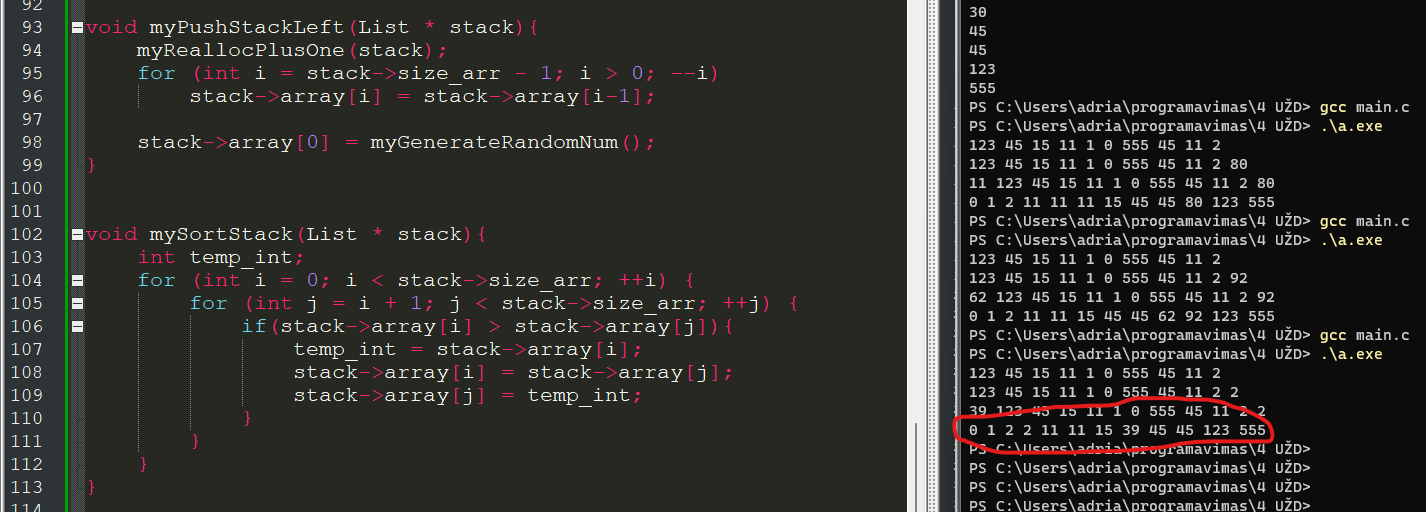 92
93 void myPushStackLeft(List * stack){
94     myReallocPlusOne(stack);
95     for (int i = stack->size_arr - 1; i > 0; --i)
96         stack->array[i] = stack->array[i-1];
97
98     stack->array[0] = myGenerateRandomNum();
99 }
100
101
102 void mySortStack(List * stack){
103     int temp_int;
104     for (int i = 0; i < stack->size_arr; ++i) {
105         for (int j = i + 1; j < stack->size_arr; ++j) {
106             if(stack->array[i] > stack->array[j]){
107                 temp_int = stack->array[i];
108                 stack->array[i] = stack->array[j];
109                 stack->array[j] = temp_int;
110             }
111         }
112     }
113 }
114
30
45
45
123
555
PS C:\Users\adria\programavimas\4 UŽD> gcc main.c
PS C:\Users\adria\programavimas\4 UŽD> .\a.exe
123 45 15 11 1 0 555 45 11 2
123 45 15 11 1 0 555 45 11 2 80
11 123 45 15 11 1 0 555 45 11 2 80
0 1 2 11 11 11 15 45 45 80 123 555
PS C:\Users\adria\programavimas\4 UŽD> gcc main.c
PS C:\Users\adria\programavimas\4 UŽD> .\a.exe
123 45 15 11 1 0 555 45 11 2
123 45 15 11 1 0 555 45 11 2 92
62 123 45 15 11 1 0 555 45 11 2 92
0 1 2 11 11 15 45 45 62 92 123 555
PS C:\Users\adria\programavimas\4 UŽD> gcc main.c
PS C:\Users\adria\programavimas\4 UŽD> .\a.exe
123 45 15 11 1 0 555 45 11 2
123 45 15 11 1 0 555 45 11 2 2
39 123 45 15 11 1 0 555 45 11 2 2
0 1 2 2 11 11 15 39 45 45 123 555
PS C:\Users\adria\programavimas\4 UŽD>
PS C:\Users\adria\programavimas\4 UŽD>
PS C:\Users\adria\programavimas\4 UŽD>
PS C:\Users\adria\programavimas\4 UŽD>